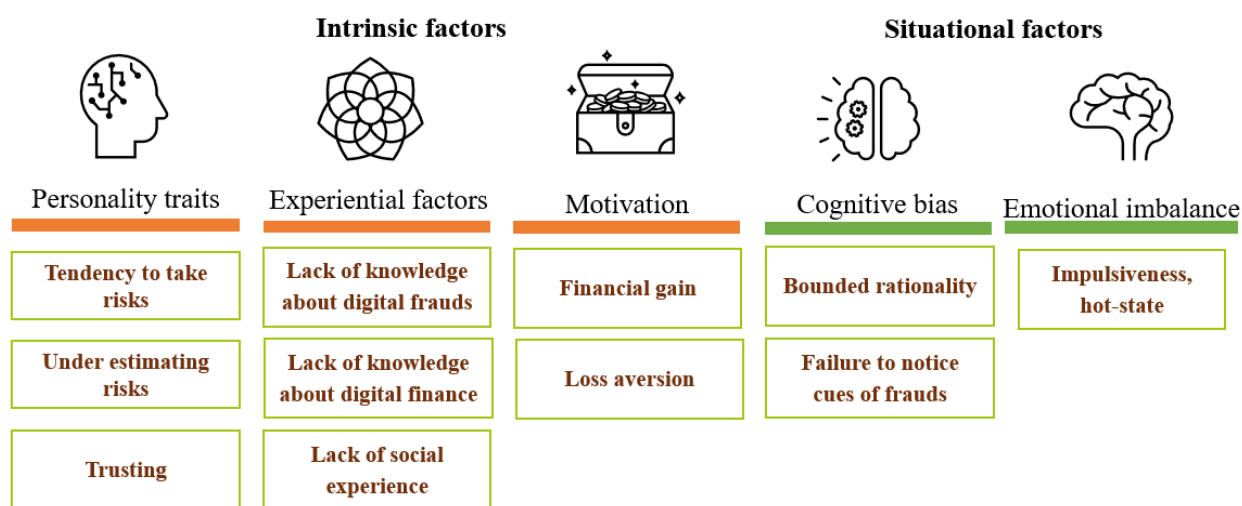 Intrinsic factors
Situational factors
Personality traits
Experiential factors
Motivation
Cognitive bias
Emotional imbalance
Tendency to take
risks
Lack of knowledge
about digital frauds
Financial gain
Bounded rationality
Impulsiveness,
hot-state
Under estimating
risks
Lack of knowledge
about digital finance
Loss aversion
Failure to notice
cues of frauds
Trusting
Lack of social
experience